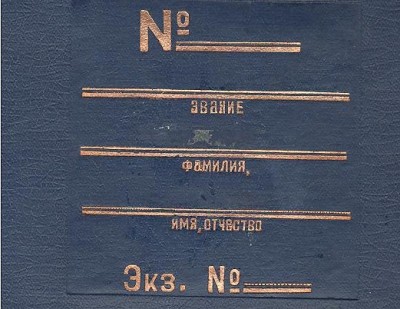 №
ЗВАНИЕ
ФАМИЛИЯ,
ИМЯ, ОТЧЕСТВО
Экз. №